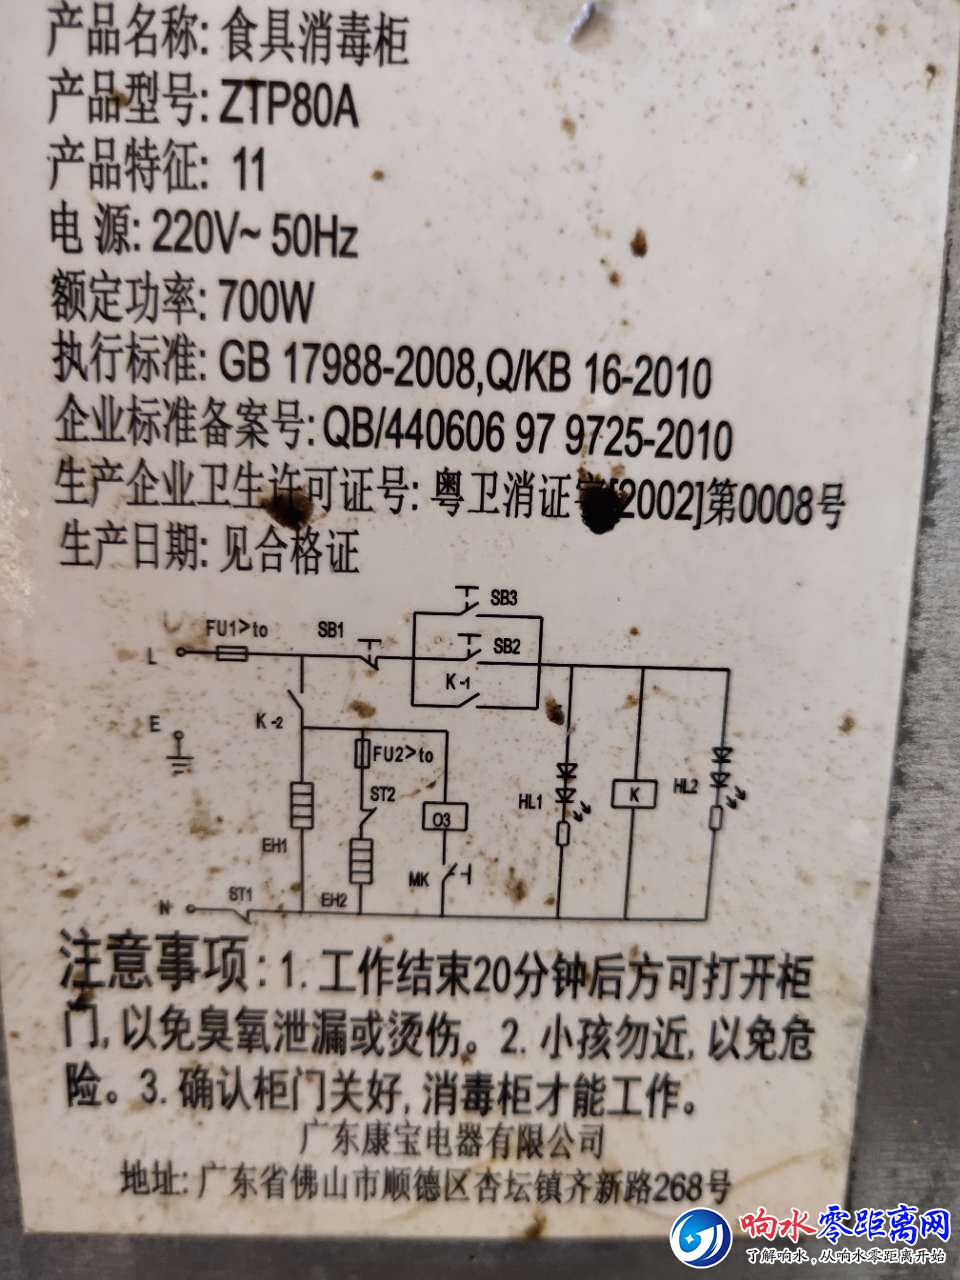 产品名称: 食具消毒柜
产品型号: ZTP80A
产品特征: 11
电 源: 220V~ 50Hz
额定功率: 700W
执行标准: GB 17988-2008,Q/KB 16-2010
企业标准备案号: QB/440606 97 9725-2010
生产企业卫生许可证号: 粤卫消证 [2002]第0008号
生产日期: 见合格证
SB3
FU1>to
SB1
SB2
L
K-1
E
K-2
FU2>to
ST2
HL1
K
HL2
O3
EH1
MK
ST1
EH2
N
注意事项: 1. 工作结束20分钟后方可打开柜
门, 以免臭氧泄漏或烫伤。2. 小孩勿近, 以免危
险。3. 确认柜门关好, 消毒柜才能工作。
广东康宝电器有限公司
地址: 广东省佛山市顺德区杏坛镇齐新路268号
响水零距离网
了解响水, 从响水零距离开始